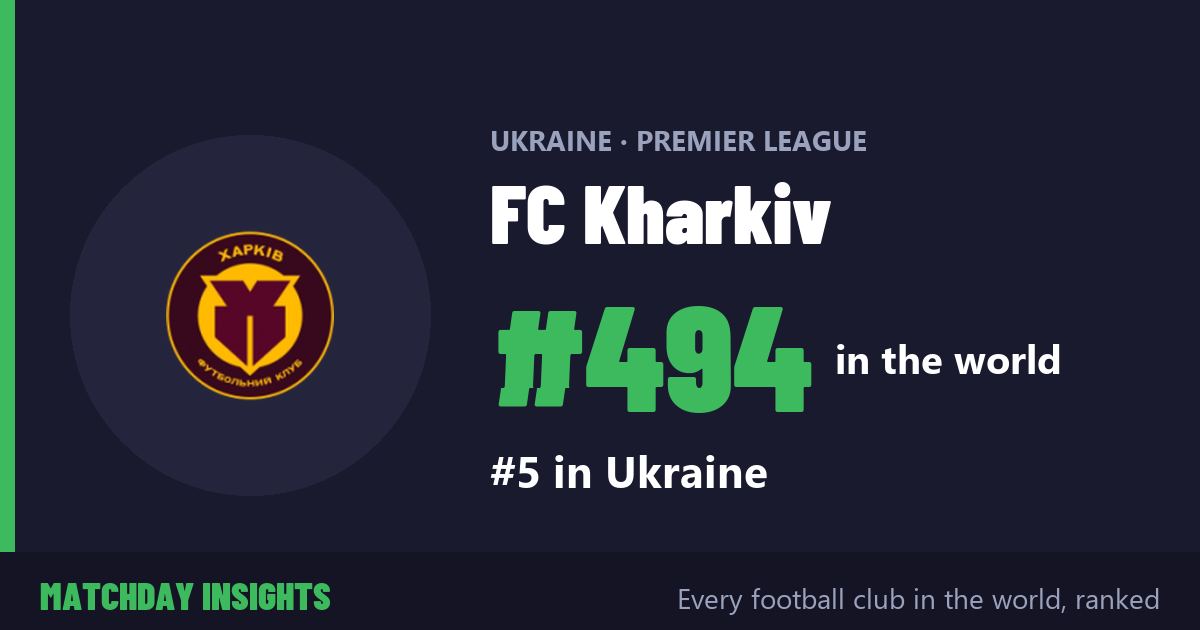 UKRAINE · PREMIER LEAGUE
FC Kharkiv
ХАРКІВ
ФУТБОЛЬНИЙ КЛУБ
#494 in the world
#5 in Ukraine
MATCHDAY INSIGHTS
Every football club in the world, ranked